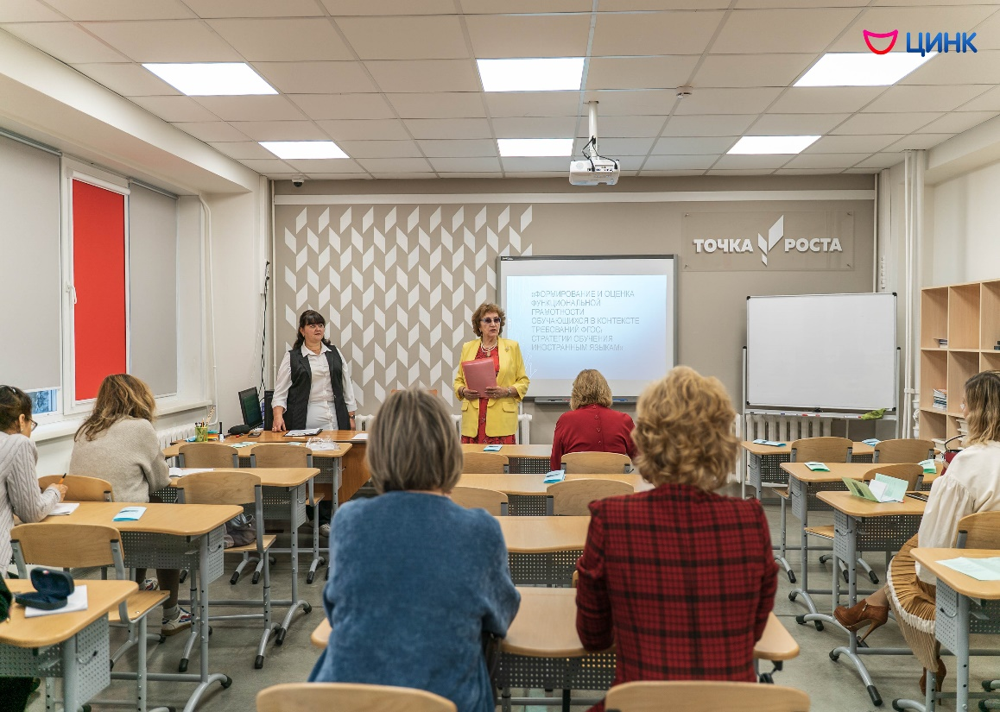 ЦИНК
ТОЧКА РОСТА
«ФОРМИРОВАНИЕ И ОЦЕНКА
ФУНКЦИОНАЛЬНОЙ
ГРАМОТНОСТИ
ОБУЧАЮЩИХСЯ В КОНТЕКСТЕ
ТРЕБОВАНИЙ ФГОС:
СТРАТЕГИИ ОБУЧЕНИЯ
ИНОСТРАННЫМ ЯЗЫКАМ»